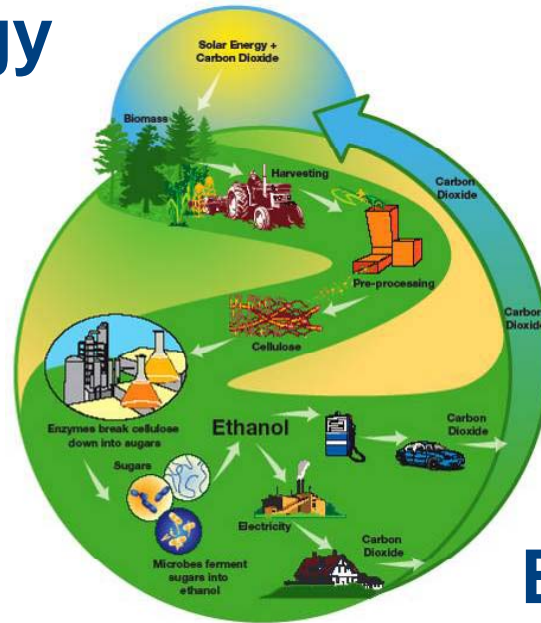 gy
Solar Energy +
Carbon Dioxide
Biomass
Harvesting
Carbon
Dioxide
Pre-processing
Carbon
Dioxide
Cellulose
Enzymes break cellulose
down into sugars
Ethanol
Carbon
Dioxide
Sugars
Electricity
Carbon
Dioxide
Microbes ferment
sugars into
ethanol
E